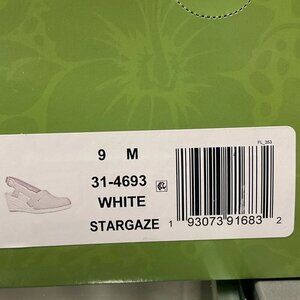 9 M
31-4693
WHITE
STARGAZE
FL_353
1 93073 91683 2